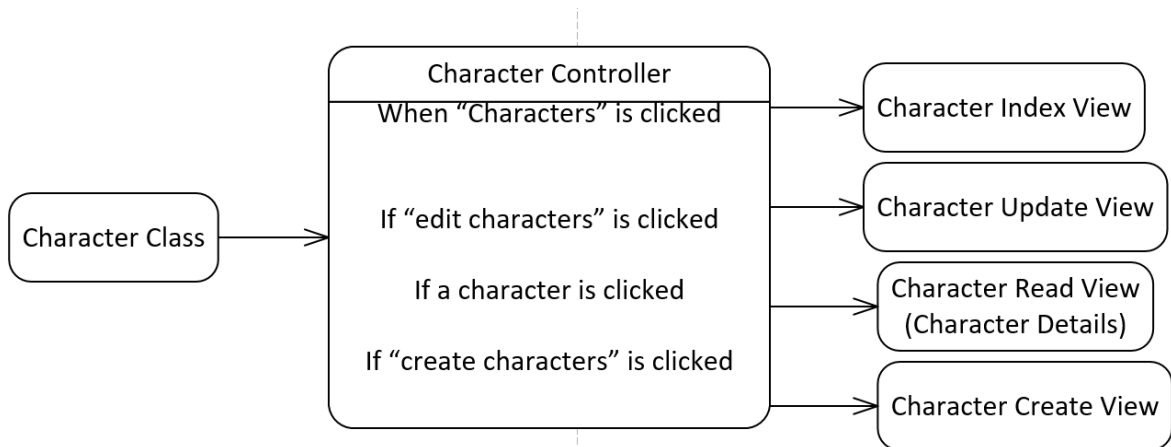 Character Controller
When “Characters” is clicked
Character Index View
If “edit characters” is clicked
Character Update View
Character Class
If a character is clicked
Character Read View
(Character Details)
If “create characters” is clicked
Character Create View